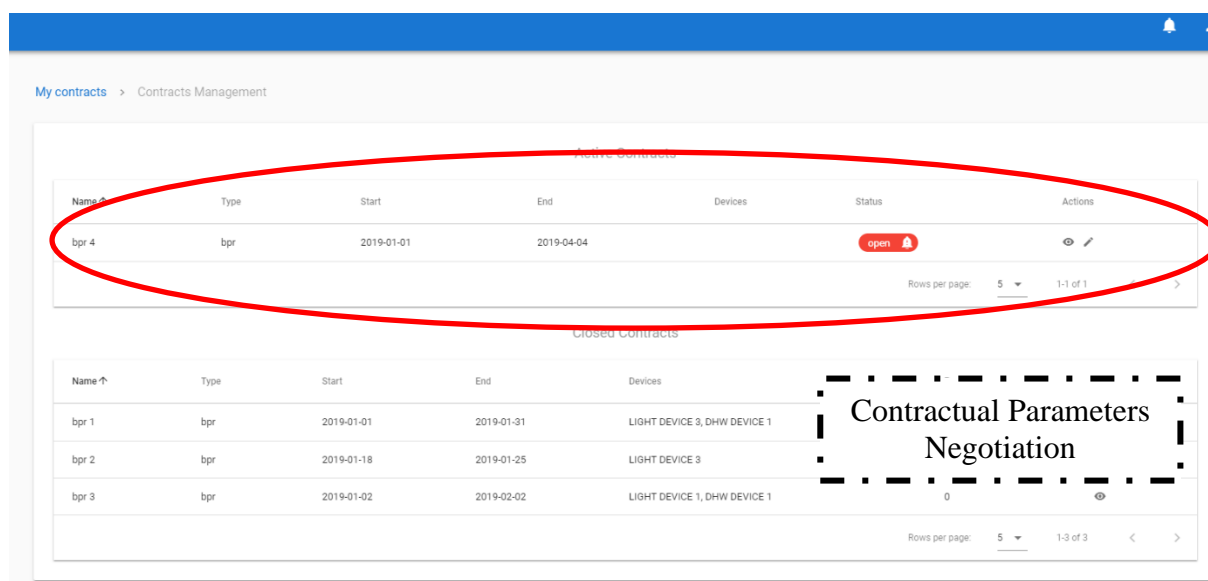 My contracts > Contracts Management
Active Contracts
Name Type Start End Devices Status Actions
bpr 4 bpr 2019-01-01 2019-04-04 open
Rows per page: 5 1-1 of 1
Closed Contracts
Name Type Start End Devices
bpr 1 bpr 2019-01-01 2019-01-31 LIGHT DEVICE 3, DHW DEVICE 1
bpr 2 bpr 2019-01-18 2019-01-25 LIGHT DEVICE 3
bpr 3 bpr 2019-01-02 2019-02-02 LIGHT DEVICE 1, DHW DEVICE 1 0
Contractual Parameters
Negotiation
Rows per page: 5 1-3 of 3